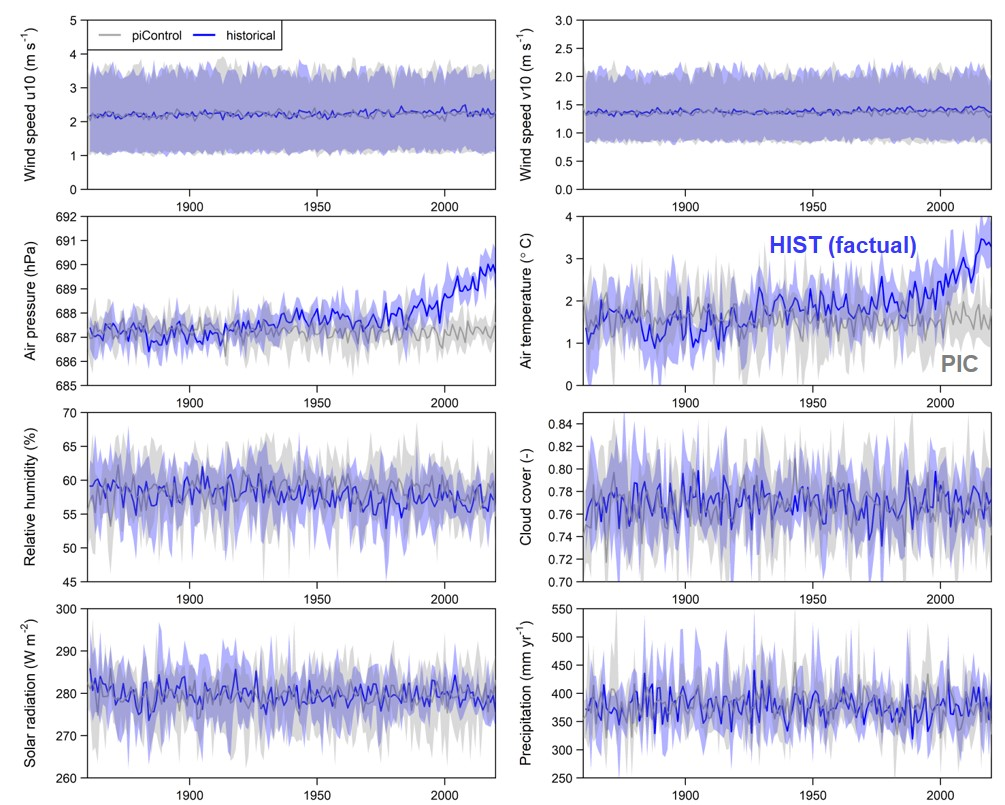 piControl historical
Wind speed u10 (m s⁻¹)
5
4
3
2
1
0
1900 1950 2000
Wind speed v10 (m s⁻¹)
3.0
2.5
2.0
1.5
1.0
0.5
0.0
1900 1950 2000
Air pressure (hPa)
692
691
690
689
688
687
686
685
1900 1950 2000
Air temperature (° C)
4
3
2
1
0
HIST (factual)
PIC
1900 1950 2000
Relative humidity (%)
70
65
60
55
50
45
1900 1950 2000
Cloud cover (-)
0.84
0.82
0.80
0.78
0.76
0.74
0.72
0.70
1900 1950 2000
Solar radiation (W m⁻²)
300
290
280
270
260
1900 1950 2000
Precipitation (mm yr⁻¹)
550
500
450
400
350
300
250
1900 1950 2000